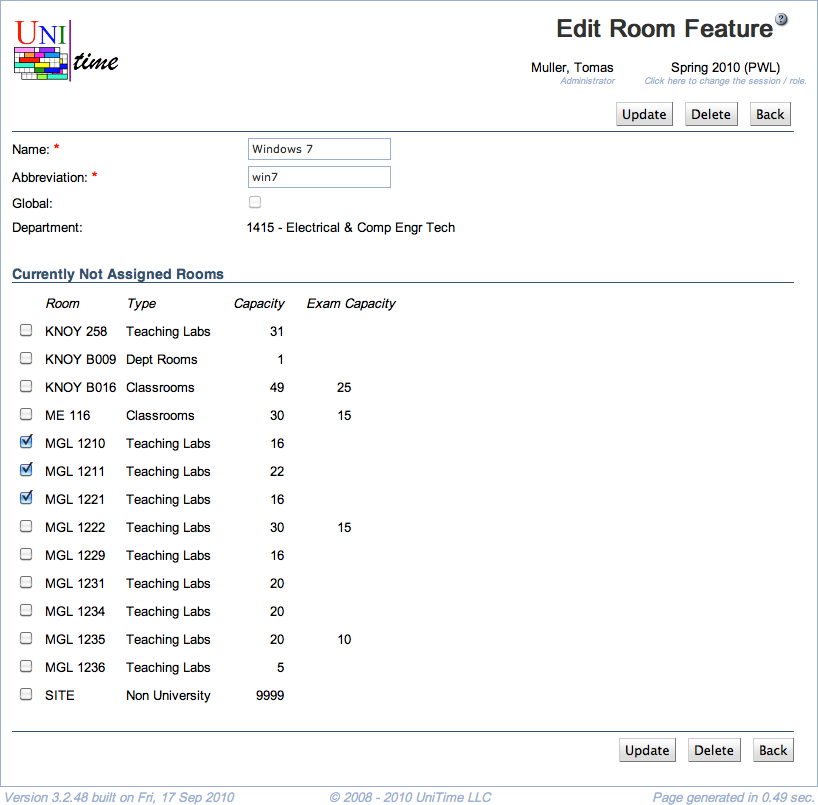 UNI
time
Edit Room Feature ?
Muller, Tomas Spring 2010 (PWL)
Administrator Click here to change the session / role.
Update Delete Back
Name: * Windows 7
Abbreviation: * win7
Global:
Department: 1415 - Electrical & Comp Engr Tech
Currently Not Assigned Rooms
Room Type Capacity Exam Capacity
KNOY 258 Teaching Labs 31
KNOY B009 Dept Rooms 1
KNOY B016 Classrooms 49 25
ME 116 Classrooms 30 15
MGL 1210 Teaching Labs 16
MGL 1211 Teaching Labs 22
MGL 1221 Teaching Labs 16
MGL 1222 Teaching Labs 30 15
MGL 1229 Teaching Labs 16
MGL 1231 Teaching Labs 20
MGL 1234 Teaching Labs 20
MGL 1235 Teaching Labs 20 10
MGL 1236 Teaching Labs 5
SITE Non University 9999
Update Delete Back
Version 3.2.48 built on Fri, 17 Sep 2010 © 2008 - 2010 UniTime LLC Page generated in 0.49 sec.